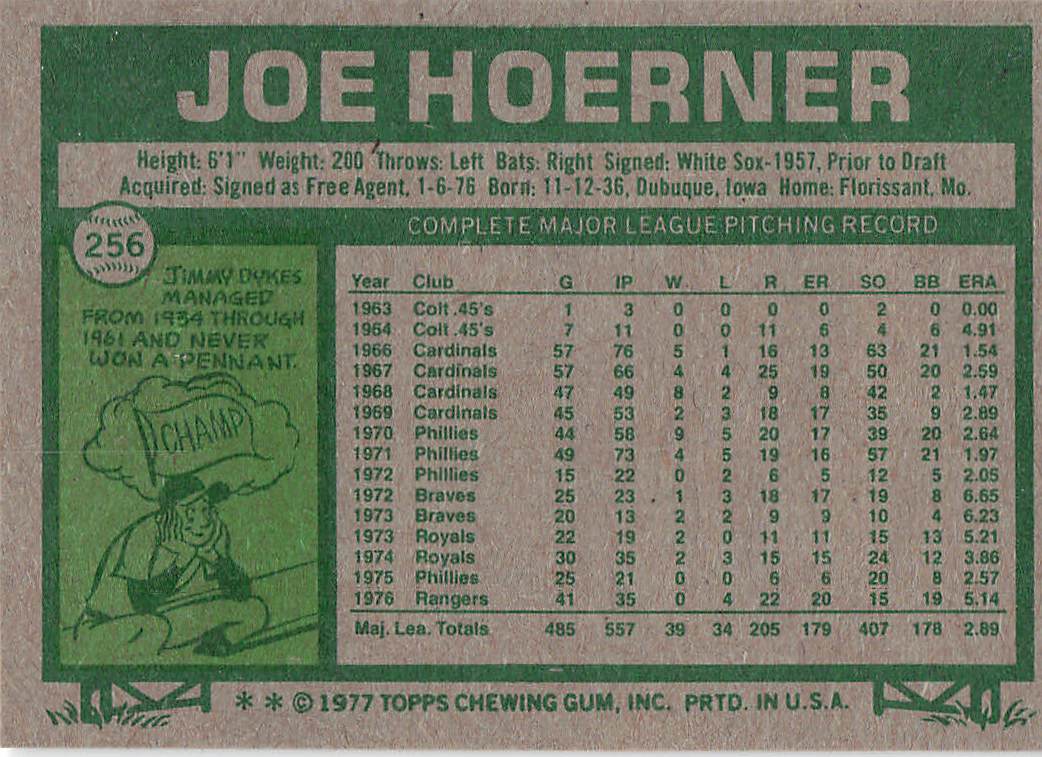 JOE HOERNER
Height: 6'1" Weight: 200 Throws: Left Bats: Right Signed: White Sox-1957, Prior to Draft
Acquired: Signed as Free Agent, 1-6-76 Born: 11-12-36, Dubuque, Iowa Home: Florissant, Mo.
256
COMPLETE MAJOR LEAGUE PITCHING RECORD
JIMMY DYKES
MANAGED
FROM 1934 THROUGH
1961 AND NEVER
WON A PENNANT.
CHAMP
Year Club G IP W L R ER SO BB ERA
1963 Colt .45's 1 3 0 0 0 0 2 0 0.00
1964 Colt .45's 7 11 0 0 11 6 4 6 4.91
1966 Cardinals 57 76 5 1 16 13 63 21 1.54
1967 Cardinals 57 66 4 4 25 19 50 20 2.59
1968 Cardinals 47 49 8 2 9 8 42 2 1.47
1969 Cardinals 45 53 2 3 18 17 35 9 2.89
1970 Phillies 44 58 9 5 20 17 39 20 2.64
1971 Phillies 49 73 4 5 19 16 57 21 1.97
1972 Phillies 15 22 0 2 6 5 12 5 2.05
1972 Braves 25 23 1 3 18 17 19 8 6.65
1973 Braves 20 13 2 2 9 9 10 4 6.23
1973 Royals 22 19 2 0 11 11 15 13 5.21
1974 Royals 30 35 2 3 15 15 24 12 3.86
1975 Phillies 25 21 0 0 6 6 20 8 2.57
1976 Rangers 41 35 0 4 22 20 15 19 5.14
Maj. Lea. Totals 485 557 39 34 205 179 407 178 2.89
* * © 1977 TOPPS CHEWING GUM, INC. PRTD. IN U.S.A.